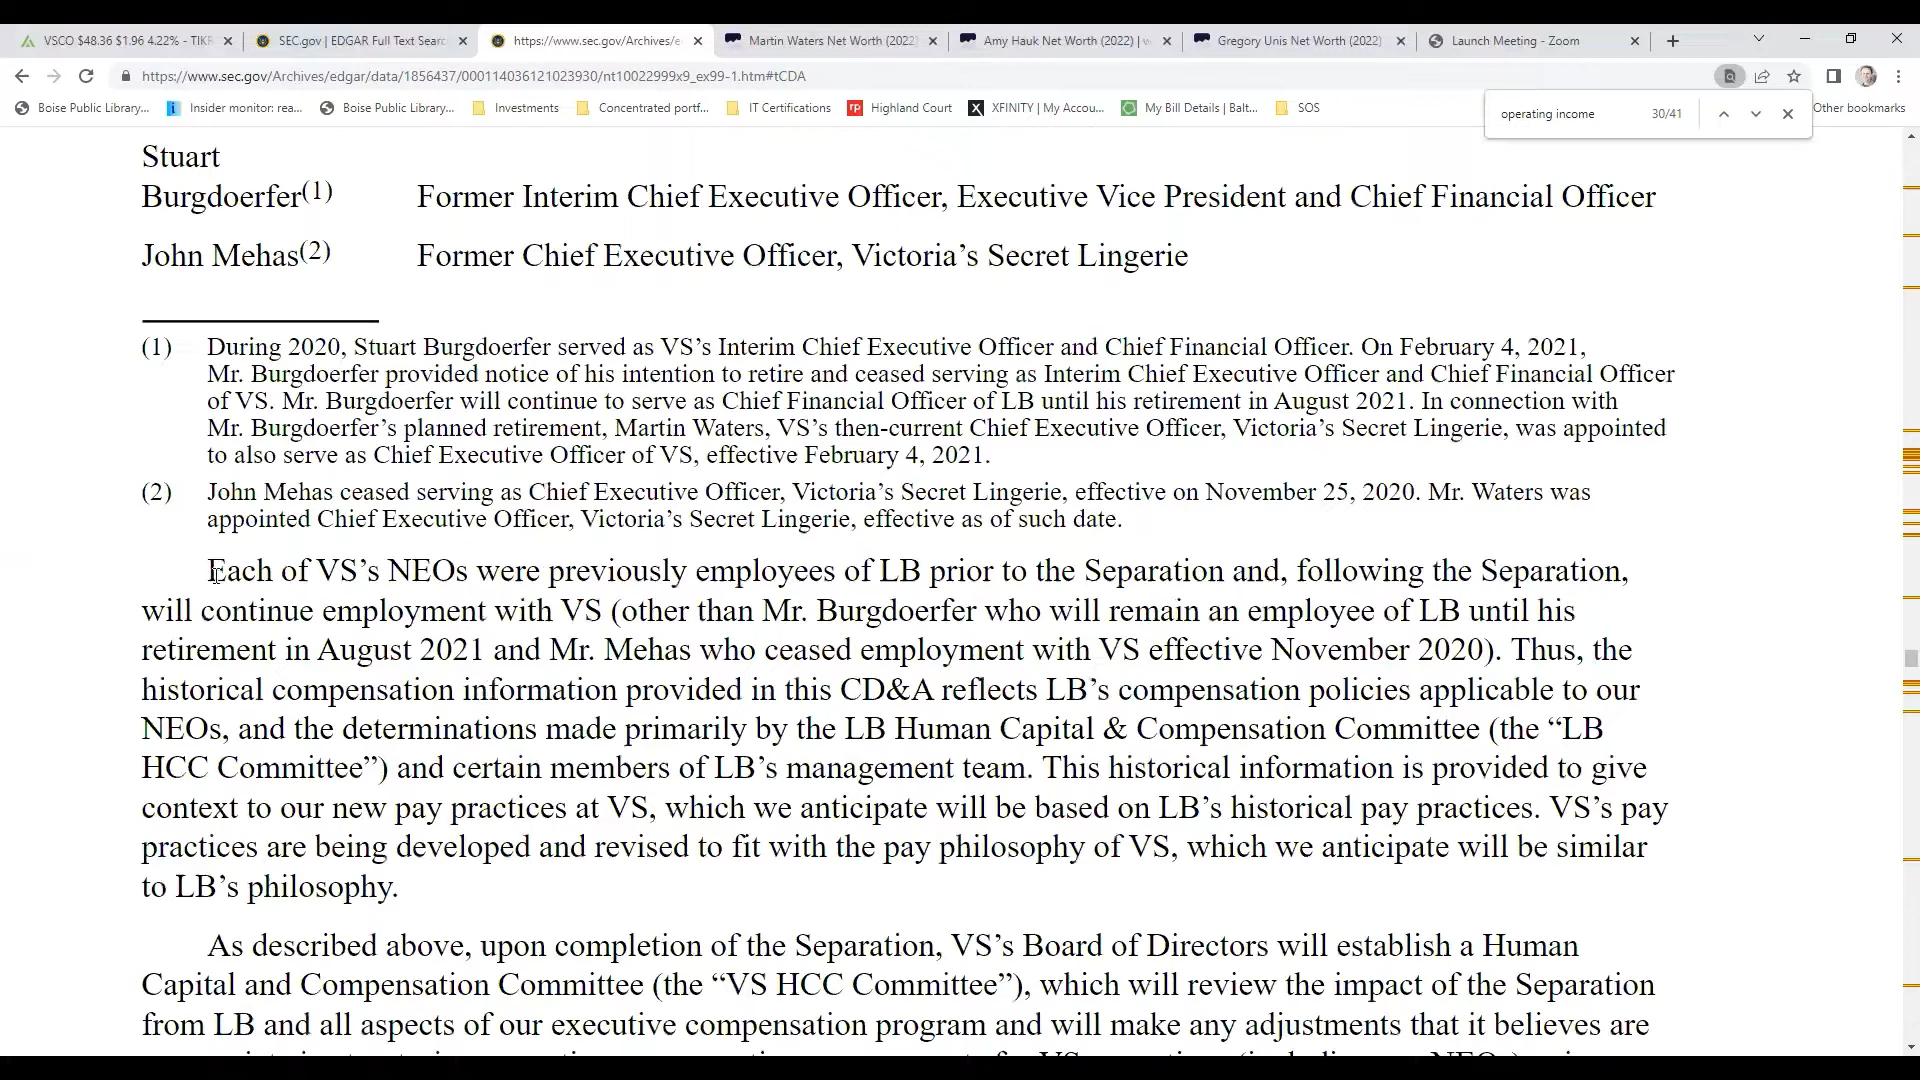 VSCO $48.36 $1.96 4.22% - TIKR
SEC.gov | EDGAR Full Text Searc
https://www.sec.gov/Archives/e
Martin Waters Net Worth (2022)
Amy Hauk Net Worth (2022) | w
Gregory Unis Net Worth (2022)
Launch Meeting - Zoom
https://www.sec.gov/Archives/edgar/data/1856437/000114036121023930/nt10022999x9_ex99-1.htm#tCDA
Boise Public Library...
Insider monitor: rea...
Boise Public Library...
Investments
Concentrated portf...
IT Certifications
rp Highland Court
XFINITY | My Accou...
My Bill Details | Balt...
SOS
Other bookmarks
operating income 30/41
Stuart
Burgdoerfer(1) Former Interim Chief Executive Officer, Executive Vice President and Chief Financial Officer
John Mehas(2) Former Chief Executive Officer, Victoria’s Secret Lingerie
(1) During 2020, Stuart Burgdoerfer served as VS’s Interim Chief Executive Officer and Chief Financial Officer. On February 4, 2021,
Mr. Burgdoerfer provided notice of his intention to retire and ceased serving as Interim Chief Executive Officer and Chief Financial Officer
of VS. Mr. Burgdoerfer will continue to serve as Chief Financial Officer of LB until his retirement in August 2021. In connection with
Mr. Burgdoerfer’s planned retirement, Martin Waters, VS’s then-current Chief Executive Officer, Victoria’s Secret Lingerie, was appointed
to also serve as Chief Executive Officer of VS, effective February 4, 2021.
(2) John Mehas ceased serving as Chief Executive Officer, Victoria’s Secret Lingerie, effective on November 25, 2020. Mr. Waters was
appointed Chief Executive Officer, Victoria’s Secret Lingerie, effective as of such date.
Each of VS’s NEOs were previously employees of LB prior to the Separation and, following the Separation,
will continue employment with VS (other than Mr. Burgdoerfer who will remain an employee of LB until his
retirement in August 2021 and Mr. Mehas who ceased employment with VS effective November 2020). Thus, the
historical compensation information provided in this CD&A reflects LB’s compensation policies applicable to our
NEOs, and the determinations made primarily by the LB Human Capital & Compensation Committee (the “LB
HCC Committee”) and certain members of LB’s management team. This historical information is provided to give
context to our new pay practices at VS, which we anticipate will be based on LB’s historical pay practices. VS’s pay
practices are being developed and revised to fit with the pay philosophy of VS, which we anticipate will be similar
to LB’s philosophy.
As described above, upon completion of the Separation, VS’s Board of Directors will establish a Human
Capital and Compensation Committee (the “VS HCC Committee”), which will review the impact of the Separation
from LB and all aspects of our executive compensation program and will make any adjustments that it believes are